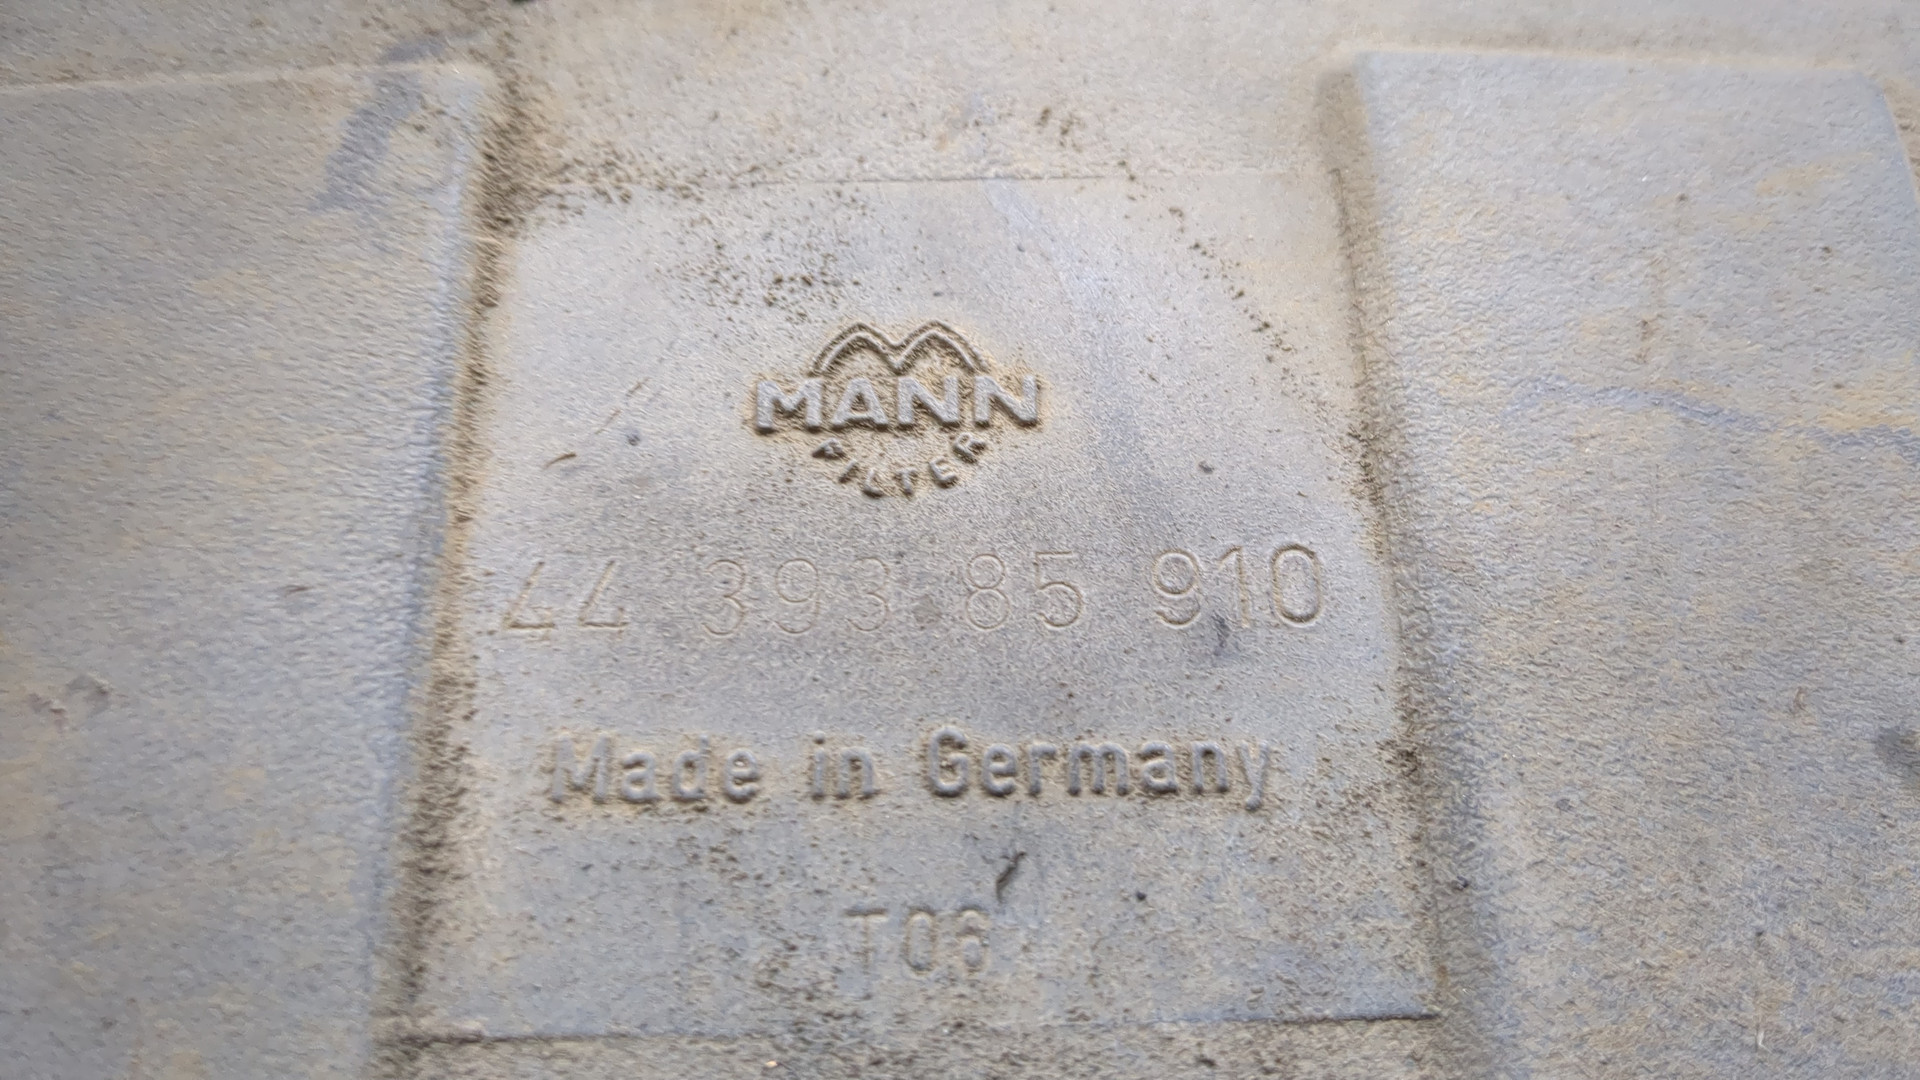 MANN
FILTER
44 393 85 910
Made in Germany
T06